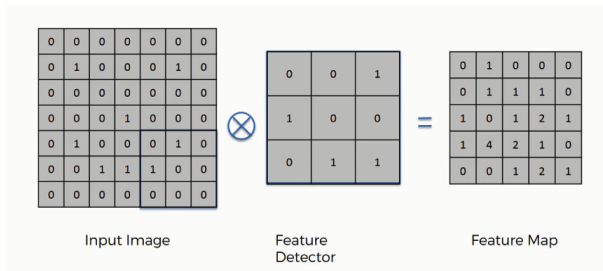 0 0 0 0 0 0 0
0 1 0 0 0 1 0
0 0 0 0 0 0 0
0 0 0 1 0 0 0
0 1 0 0 0 1 0
0 0 1 1 1 0 0
0 0 0 0 0 0 0
Input Image
⊗
0 0 1
1 0 0
0 1 1
Feature
Detector
=
0 1 0 0 0
0 1 1 1 0
1 0 1 2 1
1 4 2 1 0
0 0 1 2 1
Feature Map